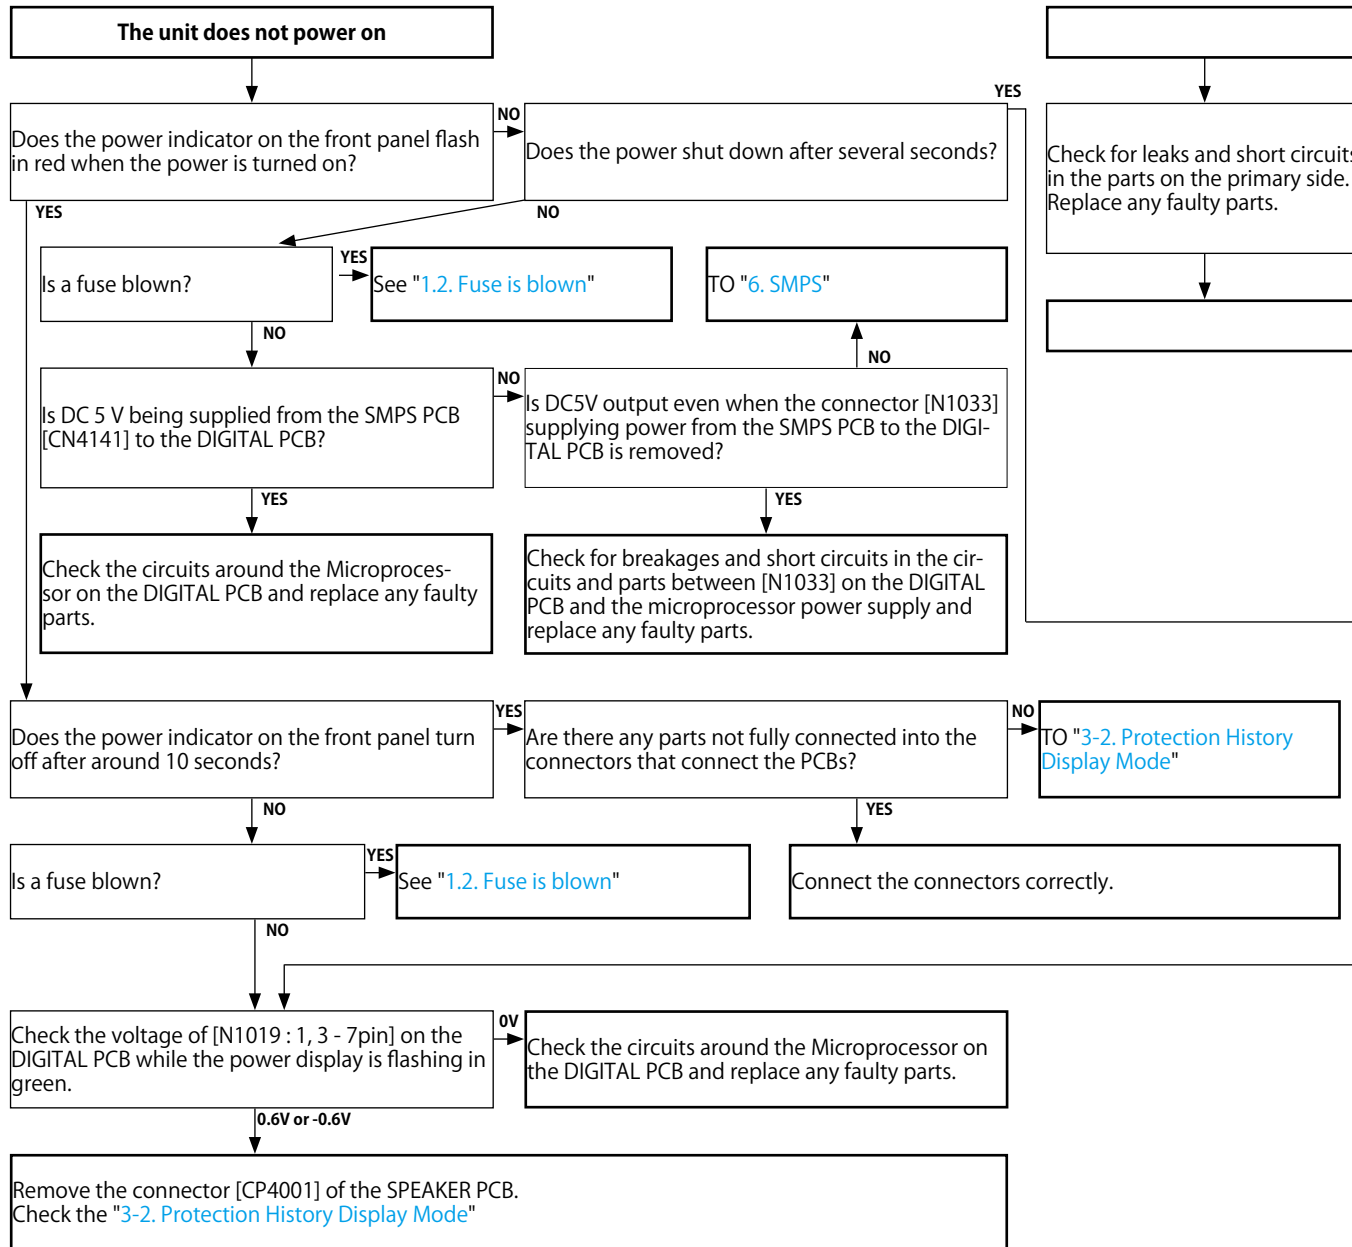 The unit does not power on
Does the power indicator on the front panel flash
in red when the power is turned on?
NO
Does the power shut down after several seconds?
YES
Check for leaks and short circuits
in the parts on the primary side.
Replace any faulty parts.
YES
NO
Is a fuse blown?
YES
See "1.2. Fuse is blown"
TO "6. SMPS"
NO
NO
Is DC 5 V being supplied from the SMPS PCB
[CN4141] to the DIGITAL PCB?
NO
Is DC5V output even when the connector [N1033]
supplying power from the SMPS PCB to the DIGI-
TAL PCB is removed?
YES
YES
Check the circuits around the Microproces-
sor on the DIGITAL PCB and replace any faulty
parts.
Check for breakages and short circuits in the cir-
cuits and parts between [N1033] on the DIGITAL
PCB and the microprocessor power supply and
replace any faulty parts.
Does the power indicator on the front panel turn
off after around 10 seconds?
YES
Are there any parts not fully connected into the
connectors that connect the PCBs?
NO
TO "3-2. Protection History
Display Mode"
NO
YES
Is a fuse blown?
YES
See "1.2. Fuse is blown"
Connect the connectors correctly.
NO
Check the voltage of [N1019 : 1, 3 - 7pin] on the
DIGITAL PCB while the power display is flashing in
green.
0V
Check the circuits around the Microprocessor on
the DIGITAL PCB and replace any faulty parts.
0.6V or -0.6V
Remove the connector [CP4001] of the SPEAKER PCB.
Check the "3-2. Protection History Display Mode"